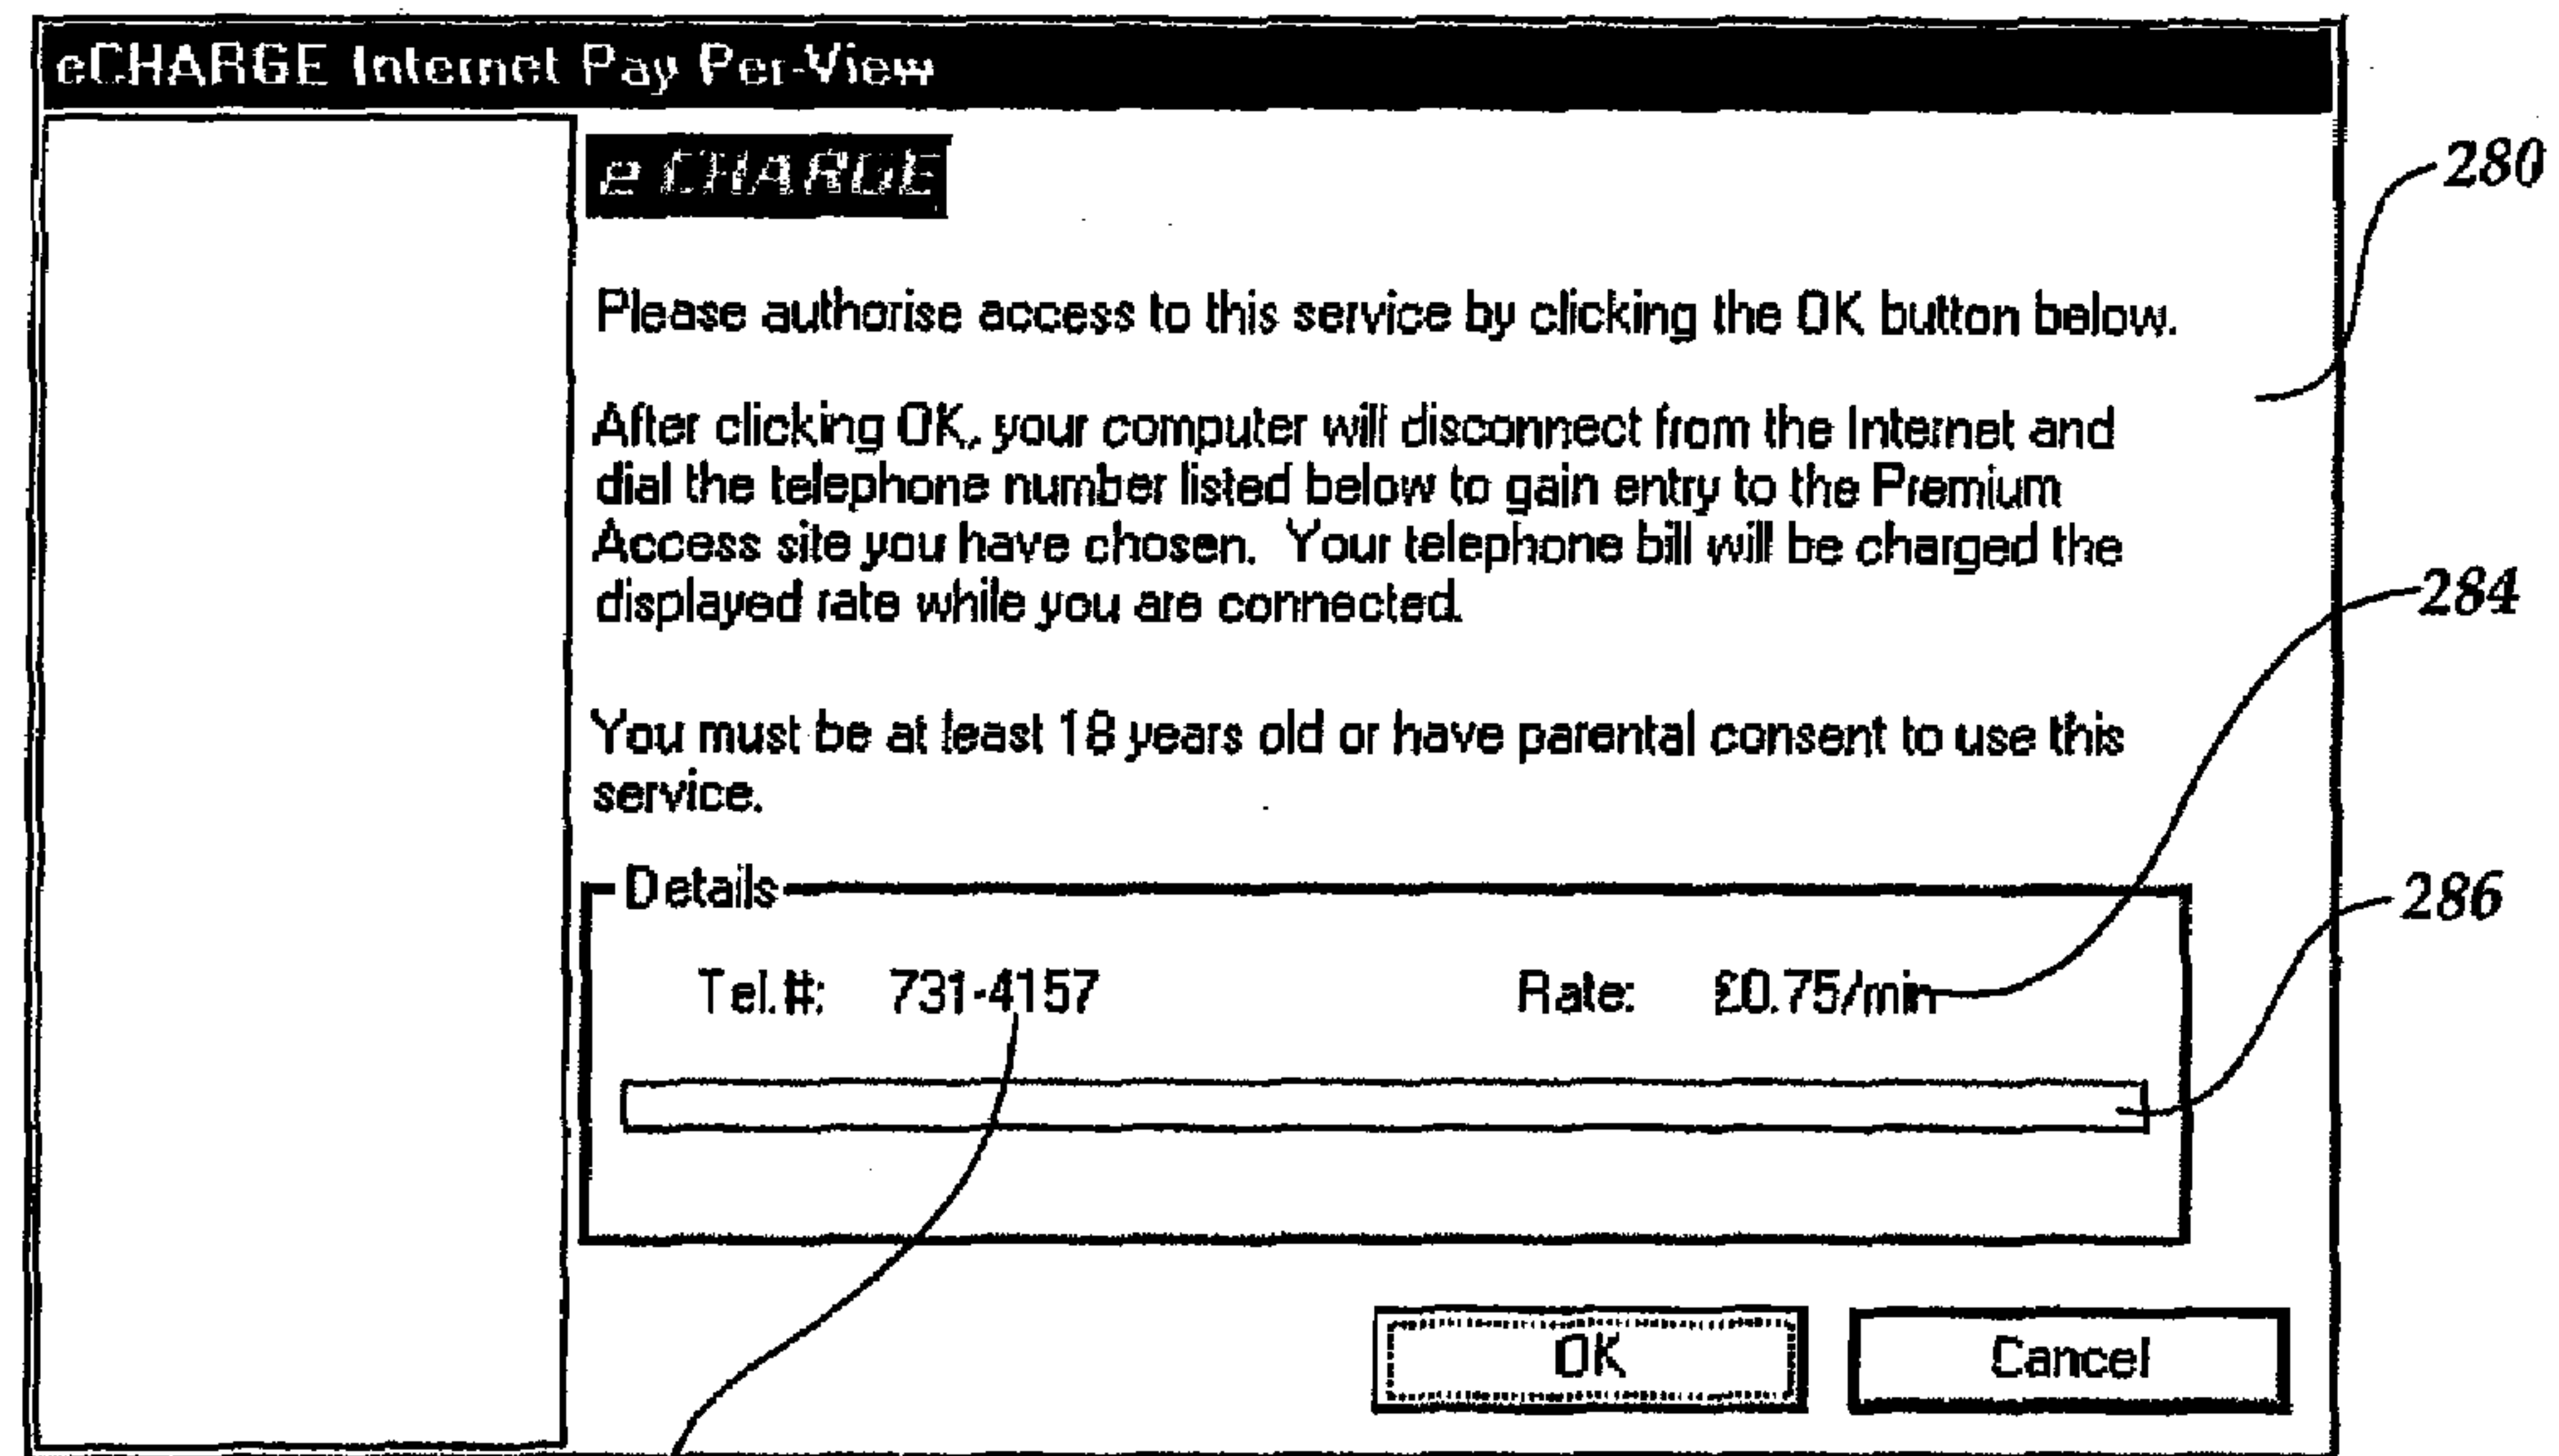 eCHARGE Internet Pay Per-View
e CHARGE
280
Please authorise access to this service by clicking the OK button below.
After clicking OK, your computer will disconnect from the Internet and
dial the telephone number listed below to gain entry to the Premium
Access site you have chosen. Your telephone bill will be charged the
displayed rate while you are connected.
284
You must be at least 18 years old or have parental consent to use this
service.
Details
286
Tel.#: 731-4157 Rate: £0.75/min
OK Cancel